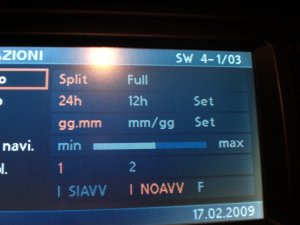 AZIONI SW 4-1/03
o Split Full
o 24h 12h Set
gg.mm mm/gg Set
navi. min max
l. 1 2
I SIAVV I NOAVV F
17.02.2009